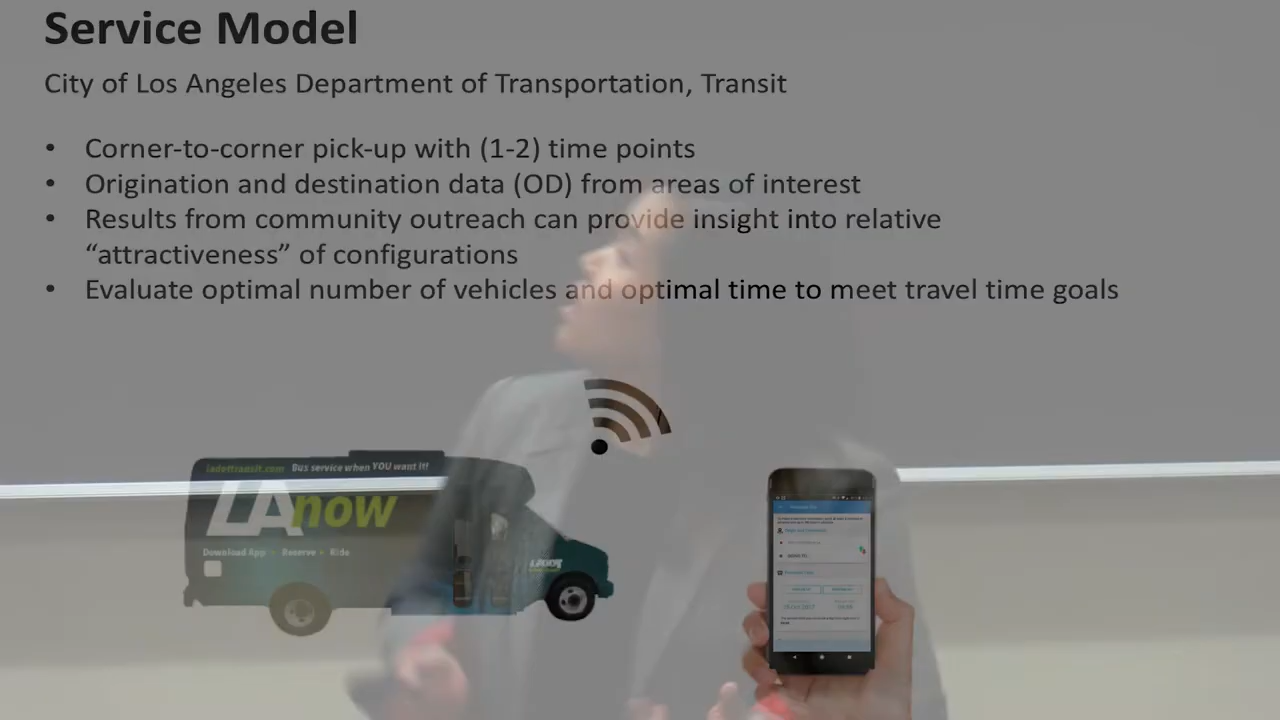 Service Model
City of Los Angeles Department of Transportation, Transit
• Corner-to-corner pick-up with (1-2) time points
• Origination and destination data (OD) from areas of interest
• Results from community outreach can provide insight into relative
“attractiveness” of configurations
• Evaluate optimal number of vehicles and optimal time to meet travel time goals
ladottransit.com Bus service when YOU want it!
LAnow
Download App • Reserve • Ride
LADOT